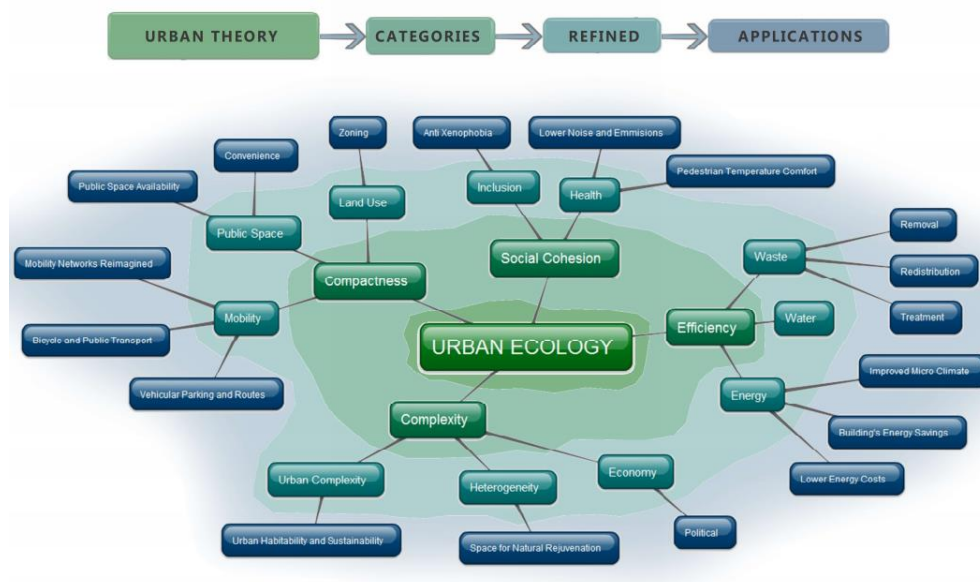 URBAN THEORY
CATEGORIES
REFINED
APPLICATIONS
Zoning
Anti Xenophobia
Lower Noise and Emmisions
Convenience
Public Space Availability
Land Use
Inclusion
Health
Pedestrian Temperature Comfort
Public Space
Removal
Mobility Networks Reimagined
Compactness
Social Cohesion
Waste
Redistribution
Mobility
Efficiency
Water
Treatment
Bicycle and Public Transport
URBAN ECOLOGY
Vehicular Parking and Routes
Energy
Improved Micro Climate
Complexity
Building's Energy Savings
Urban Complexity
Heterogeneity
Economy
Lower Energy Costs
Urban Habitability and Sustainability
Space for Natural Rejuvenation
Political